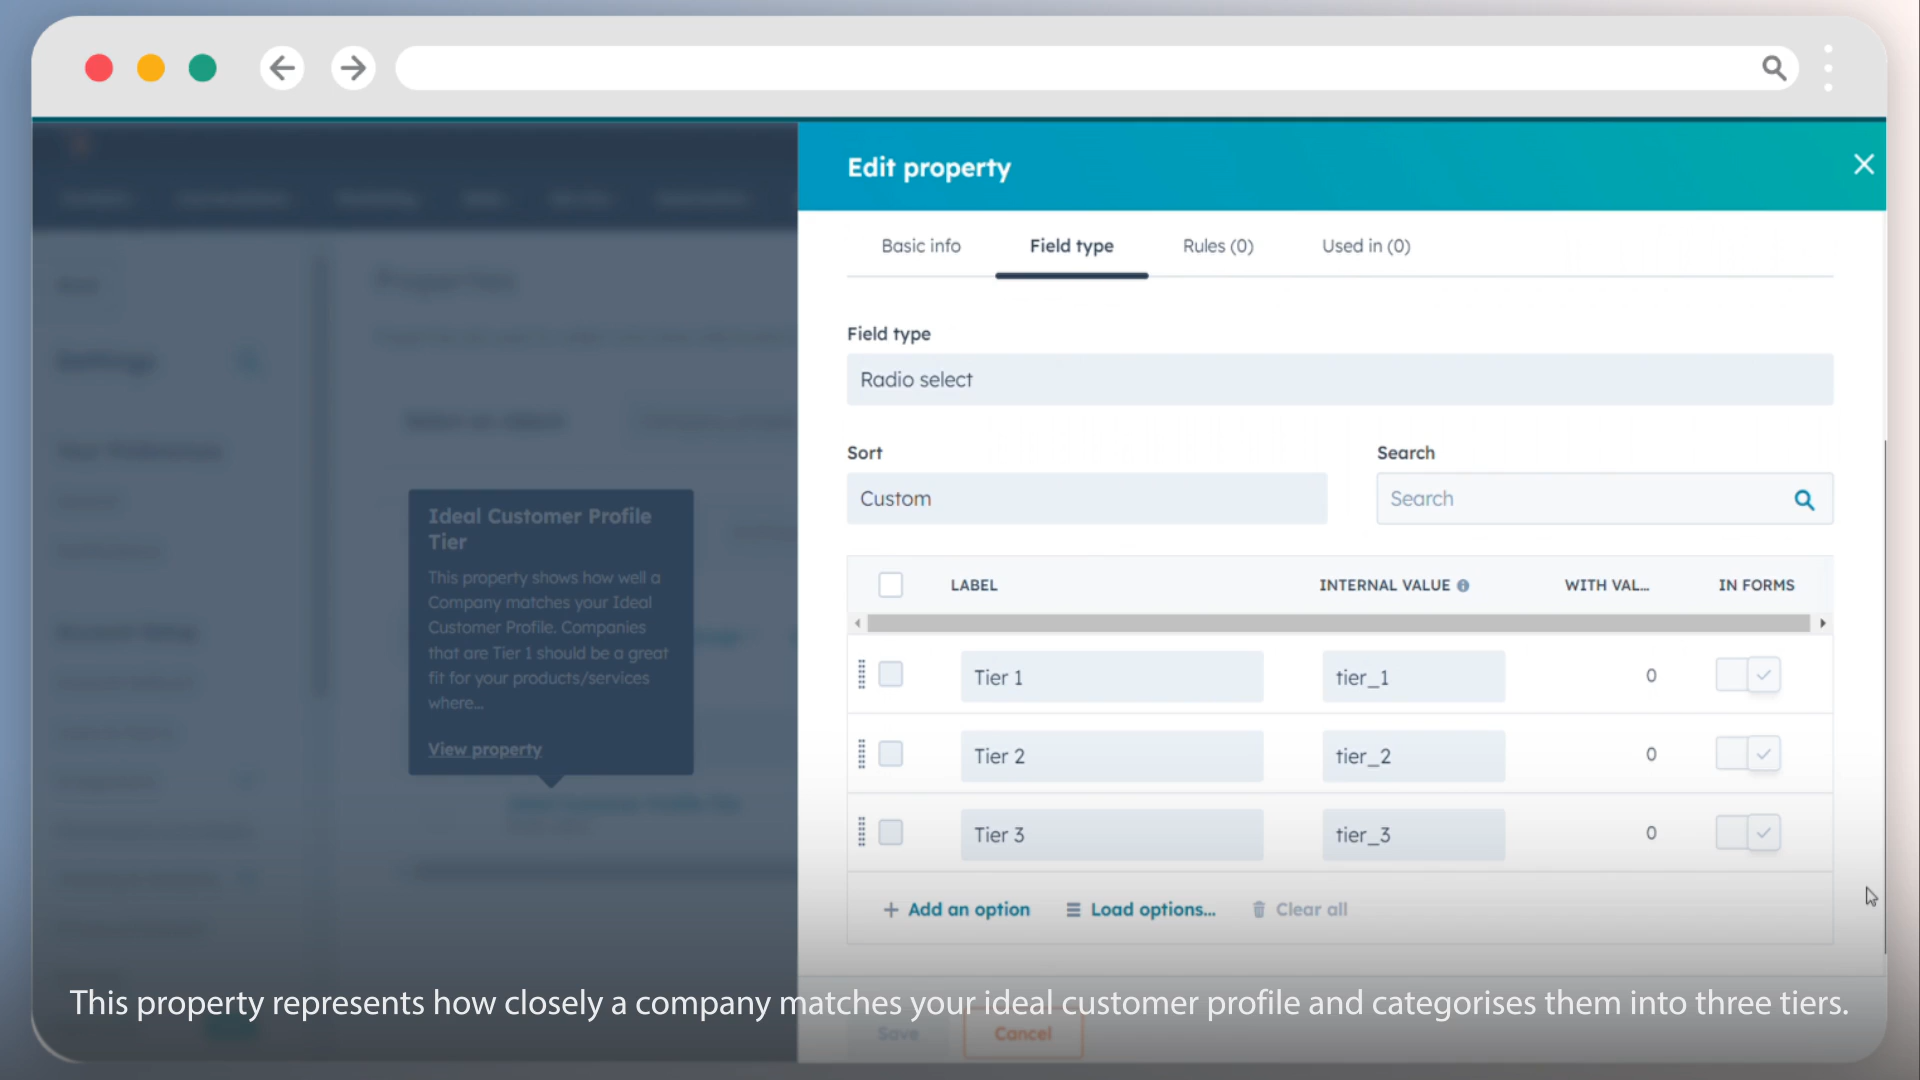 Edit property
Basic info
Field type
Rules (0)
Used in (0)
Field type
Radio select
Sort
Search
Custom
Search
LABEL
INTERNAL VALUE
WITH VAL...
IN FORMS
Tier 1
tier_1
0
Tier 2
tier_2
0
Tier 3
tier_3
0
+ Add an option
Load options...
Clear all
Save
Cancel
Properties
Settings
Ideal Customer Profile
Tier
This property shows how well a
Company matches your Ideal
Customer Profile. Companies
that are Tier 1 should be a great
fit for your products/services
where...
View property
This property represents how closely a company matches your ideal customer profile and categorises them into three tiers.